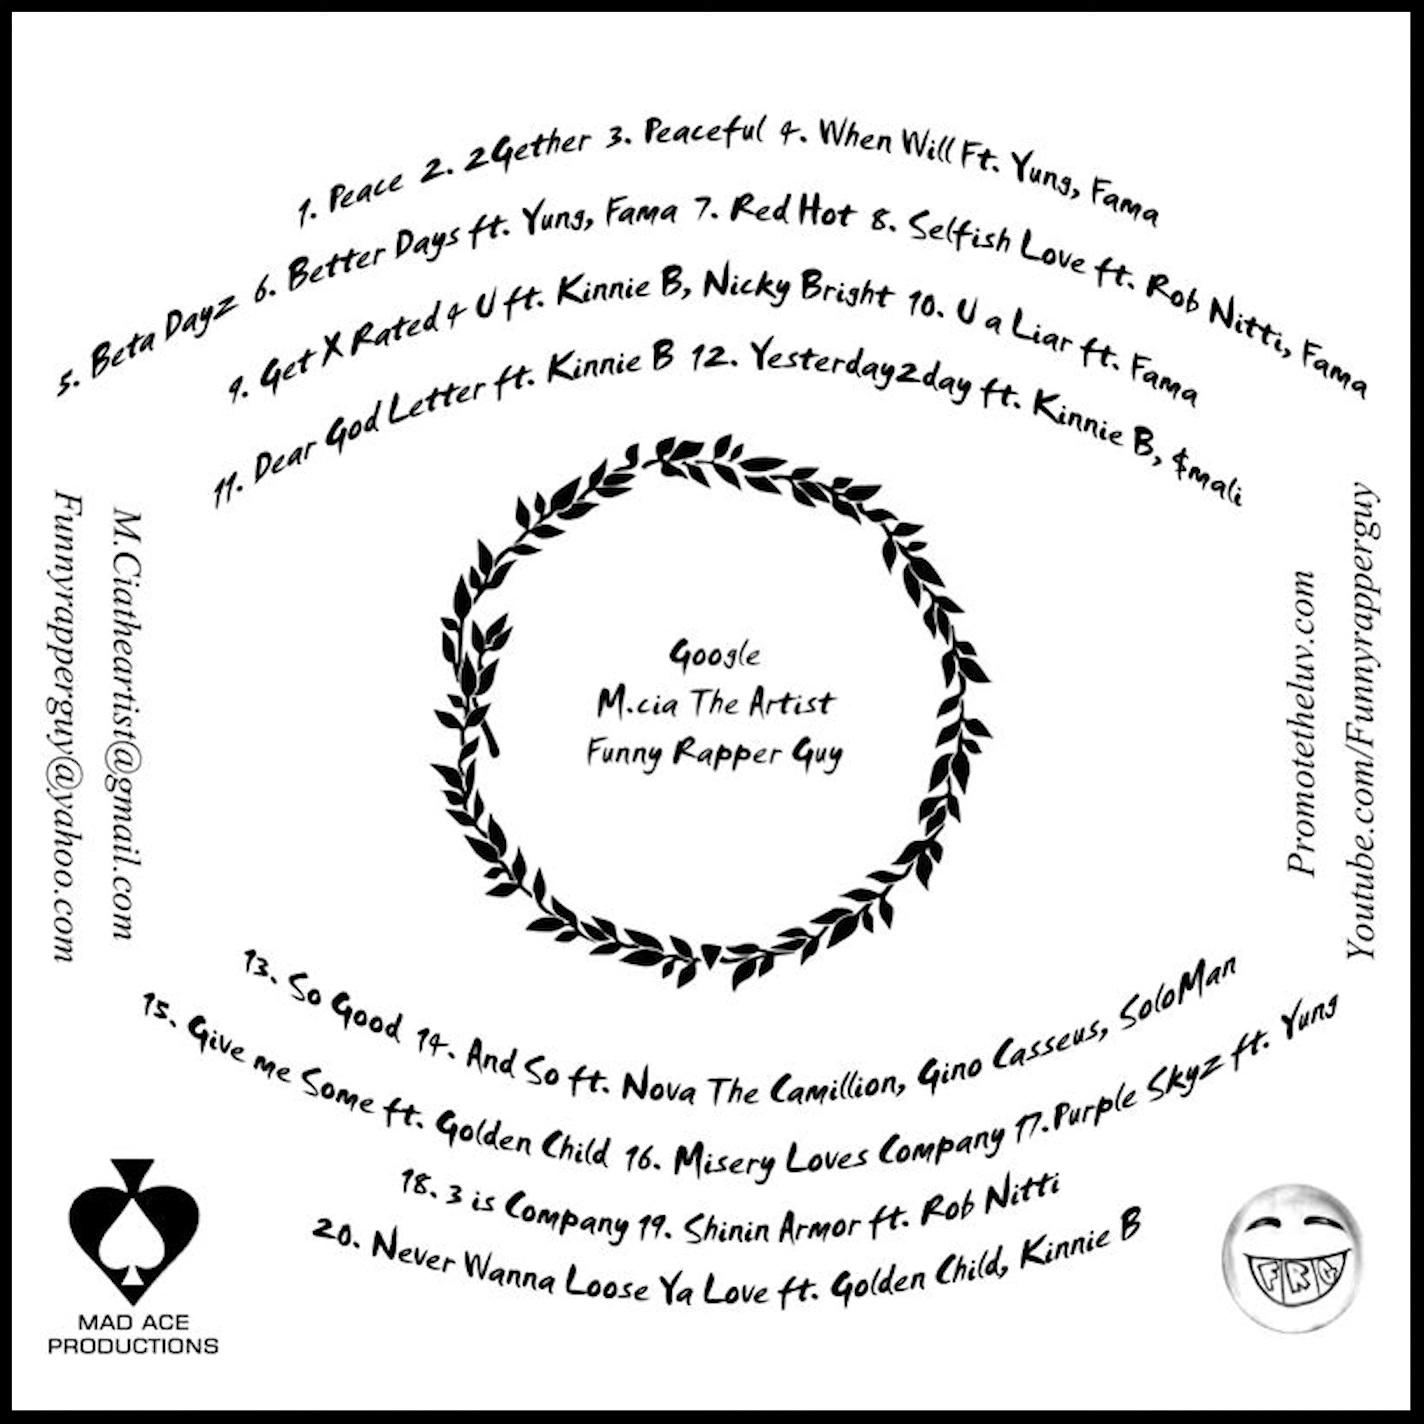 1. Peace 2. 2Gether 3. Peaceful 4. When Will Ft. Yung, Fama
5. Beta Dayz 6. Better Days ft. Yung, Fama 7. Red Hot 8. Selfish Love ft. Rob Nitti, Fama
9. Get X Rated 4 U ft. Kinnie B, Nicky Bright 10. U a Liar ft. Fama
11. Dear God Letter ft. Kinnie B 12. Yesterday2day ft. Kinnie B, $mali
Funnyrapperguy@yahoo.com
M.Ciatheartist@gmail.com
Google
M.cia The Artist
Funny Rapper Guy
Promotetheluv.com
Youtube.com/Funnyrapperguy
13. So Good 14. And So ft. Nova The Camillion, Gino Casseus, SoloMan
15. Give me Some ft. Golden Child 16. Misery Loves Company 17.Purple Skyz ft. Yung
18. 3 is Company 19. Shinin Armor ft. Rob Nitti
20. Never Wanna Loose Ya Love ft. Golden Child, Kinnie B
MAD ACE
PRODUCTIONS
FRG